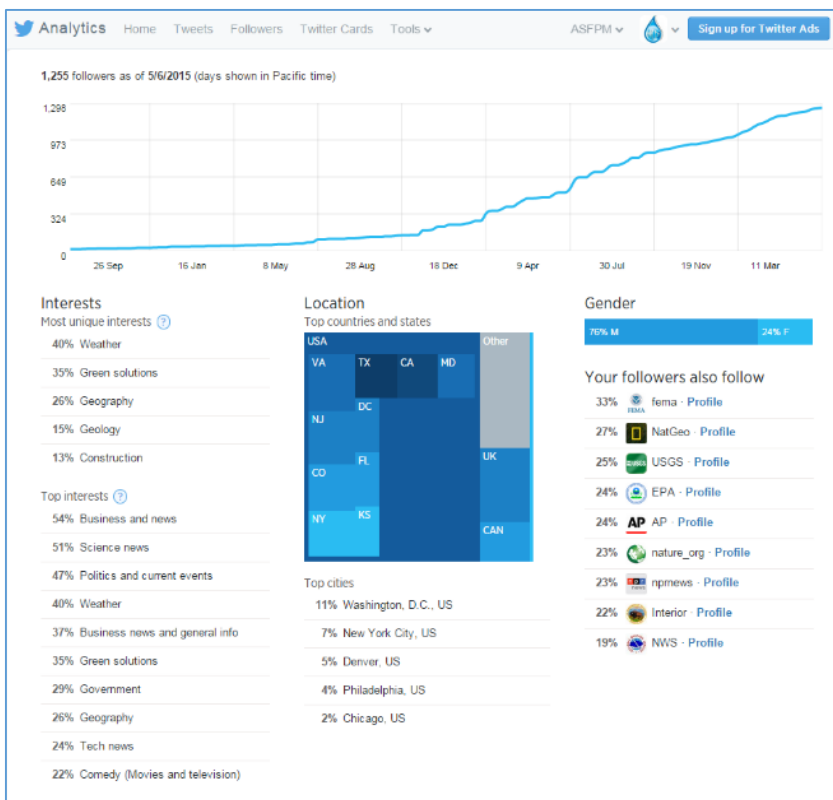 Analytics Home Tweets Followers Twitter Cards Tools ASFPM Sign up for Twitter Ads
1,255 followers as of 5/6/2015 (days shown in Pacific time)
1,298
973
649
324
0
26 Sep 16 Jan 8 May 28 Aug 18 Dec 9 Apr 30 Jul 19 Nov 11 Mar
Interests
Most unique interests ?
40% Weather
35% Green solutions
26% Geography
15% Geology
13% Construction
Top interests ?
54% Business and news
51% Science news
47% Politics and current events
40% Weather
37% Business news and general info
35% Green solutions
29% Government
26% Geography
24% Tech news
22% Comedy (Movies and television)
Location
Top countries and states
USA Other
VA TX CA MD
DC
NJ
FL UK
CO
KS
NY
CAN
Top cities
11% Washington, D.C., US
7% New York City, US
5% Denver, US
4% Philadelphia, US
2% Chicago, US
Gender
76% M 24% F
Your followers also follow
33% FEMA fema · Profile
27% NatGeo · Profile
25% USGS · Profile
24% EPA · Profile
24% AP AP · Profile
23% nature_org · Profile
23% nprnews · Profile
22% Interior · Profile
19% NWS · Profile